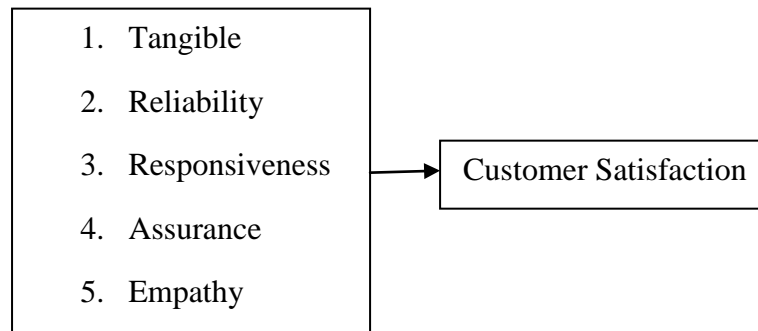 1. Tangible
2. Reliability
3. Responsiveness
4. Assurance
5. Empathy
Customer Satisfaction